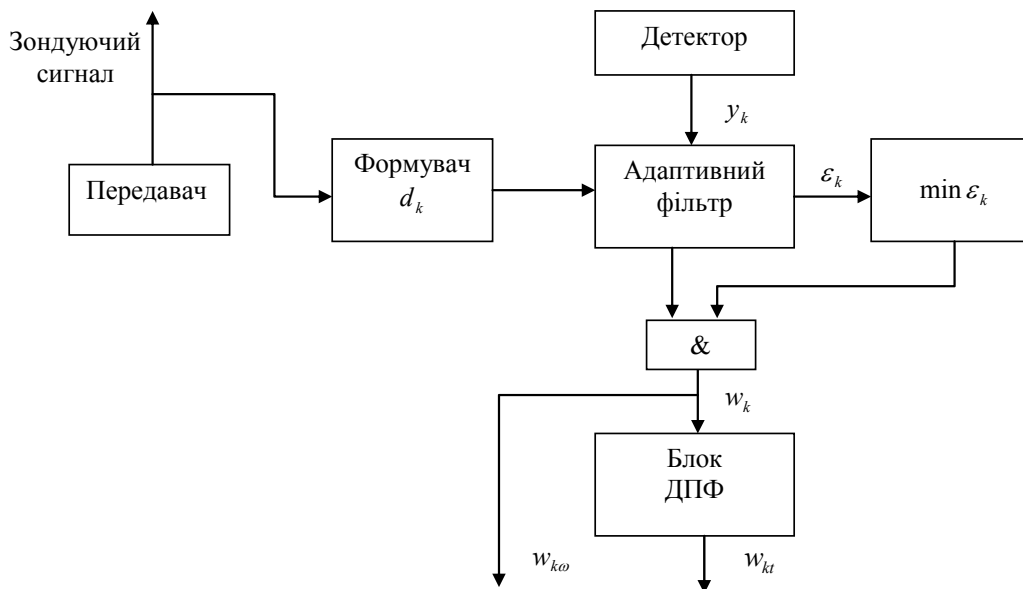 Зондуючий
сигнал
Детектор
y_k
Передавач
Формувач
d_k
Адаптивний
фільтр
ε_k
min ε_k
&
w_k
Блок
ДПФ
w_kω
w_kt